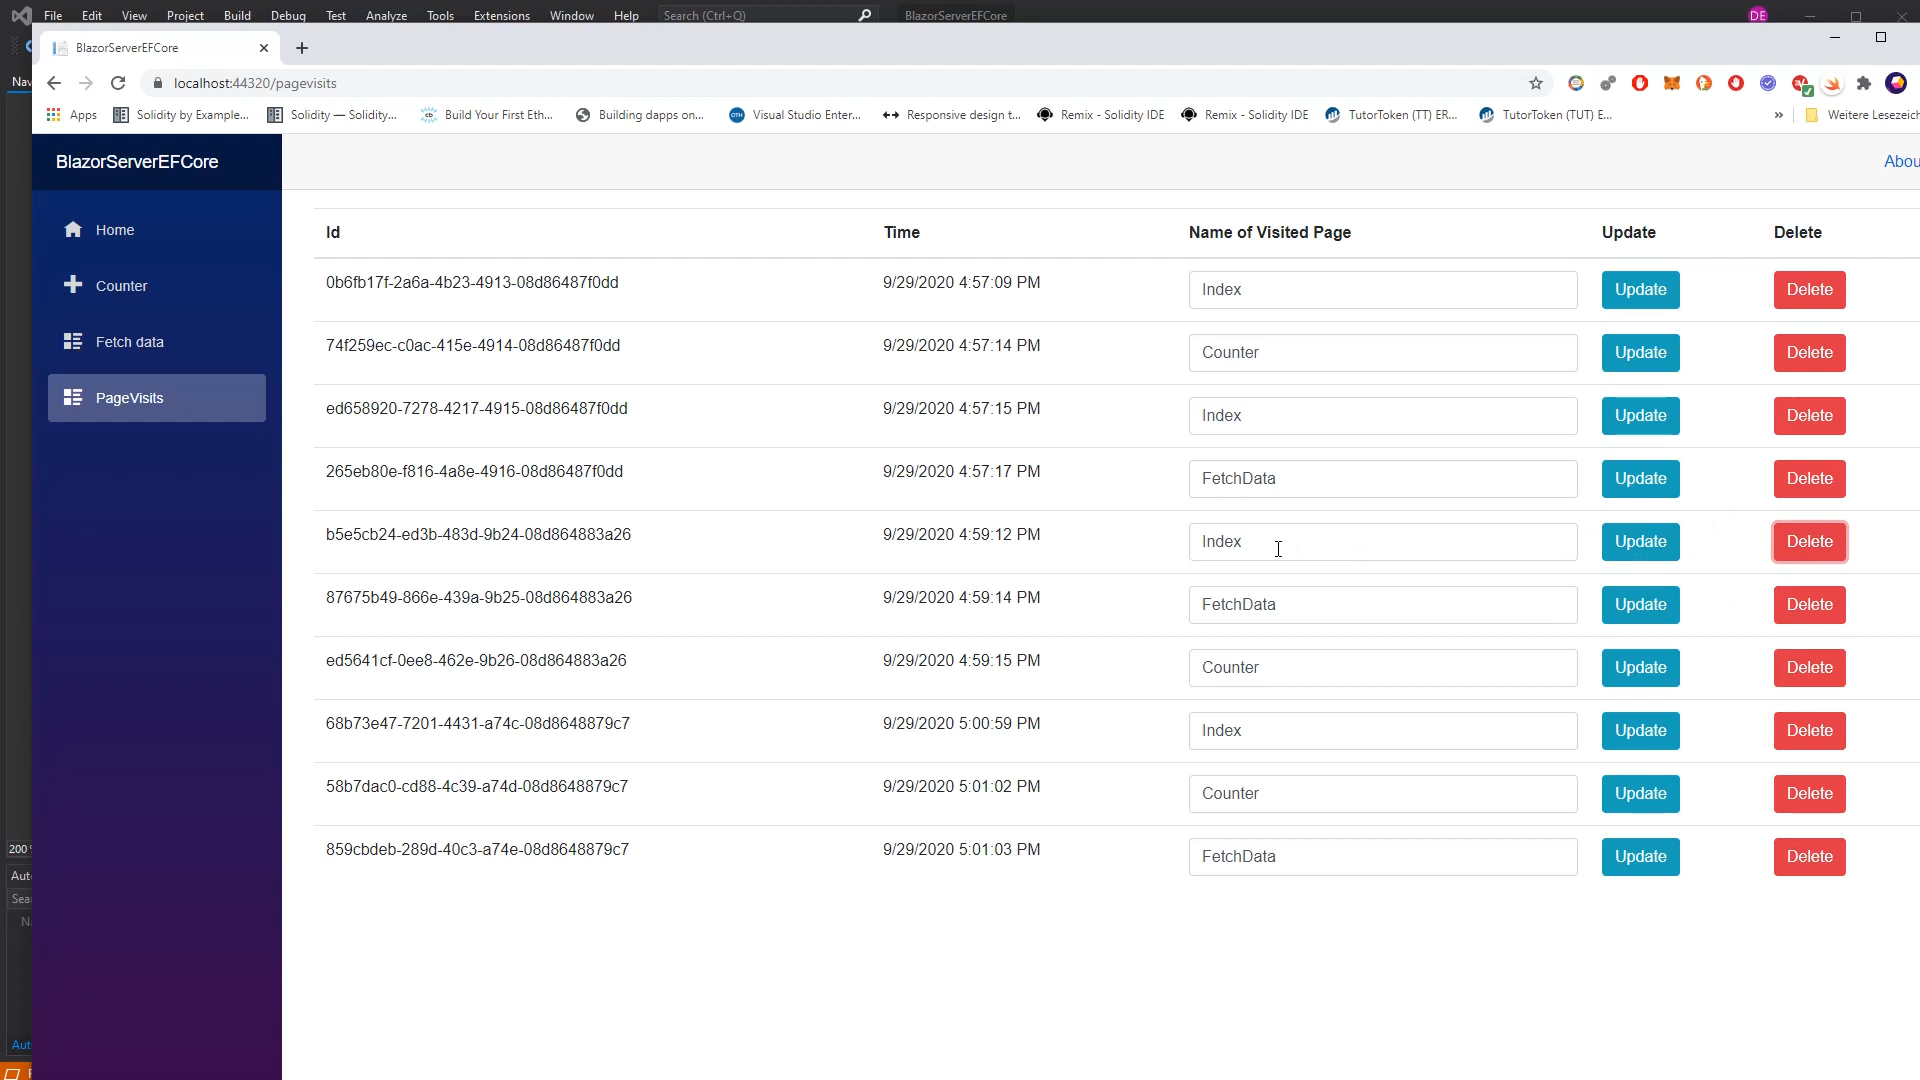 File Edit View Project Build Debug Test Analyze Tools Extensions Window Help Search (Ctrl+Q) BlazorServerEFCore DE
BlazorServerEFCore
Nav
localhost:44320/pagevisits
Apps Solidity by Example... Solidity — Solidity... Build Your First Eth... Building dapps on... Visual Studio Enter... Responsive design t... Remix - Solidity IDE Remix - Solidity IDE TutorToken (TT) ER... TutorToken (TUT) E... » Weitere Lesezeich
BlazorServerEFCore
Abou
Home
Counter
Fetch data
PageVisits
Id Time Name of Visited Page Update Delete
0b6fb17f-2a6a-4b23-4913-08d86487f0dd 9/29/2020 4:57:09 PM Index Update Delete
74f259ec-c0ac-415e-4914-08d86487f0dd 9/29/2020 4:57:14 PM Counter Update Delete
ed658920-7278-4217-4915-08d86487f0dd 9/29/2020 4:57:15 PM Index Update Delete
265eb80e-f816-4a8e-4916-08d86487f0dd 9/29/2020 4:57:17 PM FetchData Update Delete
b5e5cb24-ed3b-483d-9b24-08d864883a26 9/29/2020 4:59:12 PM Index Update Delete
87675b49-866e-439a-9b25-08d864883a26 9/29/2020 4:59:14 PM FetchData Update Delete
ed5641cf-0ee8-462e-9b26-08d864883a26 9/29/2020 4:59:15 PM Counter Update Delete
68b73e47-7201-4431-a74c-08d8648879c7 9/29/2020 5:00:59 PM Index Update Delete
58b7dac0-cd88-4c39-a74d-08d8648879c7 9/29/2020 5:01:02 PM Counter Update Delete
859cbdeb-289d-40c3-a74e-08d8648879c7 9/29/2020 5:01:03 PM FetchData Update Delete
200
Aut
Sear
Aut